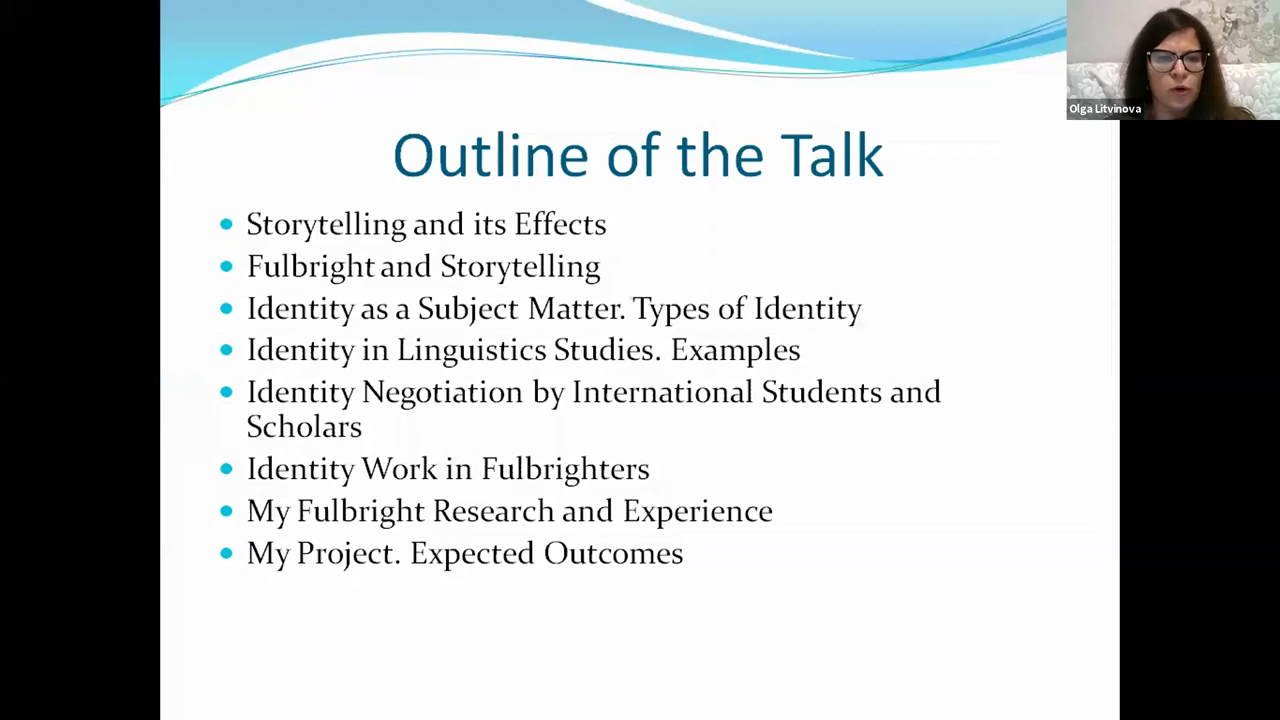 Olga Litvinova
Outline of the Talk
Storytelling and its Effects
Fulbright and Storytelling
Identity as a Subject Matter. Types of Identity
Identity in Linguistics Studies. Examples
Identity Negotiation by International Students and
Scholars
Identity Work in Fulbrighters
My Fulbright Research and Experience
My Project. Expected Outcomes